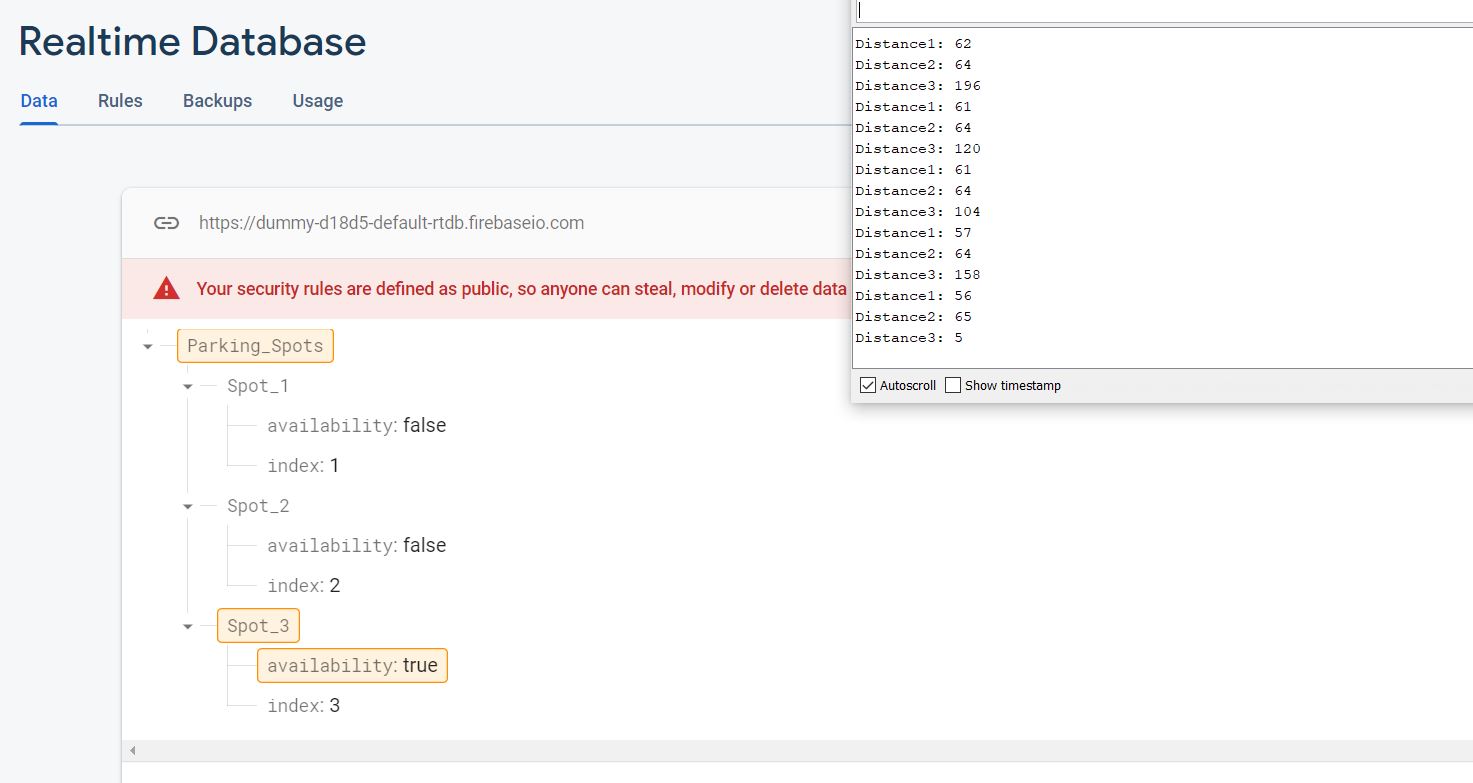 Realtime Database
Data Rules Backups Usage
https://dummy-d18d5-default-rtdb.firebaseio.com
Your security rules are defined as public, so anyone can steal, modify or delete data
Parking_Spots
Spot_1
availability: false
index: 1
Spot_2
availability: false
index: 2
Spot_3
availability: true
index: 3
Distance1: 62
Distance2: 64
Distance3: 196
Distance1: 61
Distance2: 64
Distance3: 120
Distance1: 61
Distance2: 64
Distance3: 104
Distance1: 57
Distance2: 64
Distance3: 158
Distance1: 56
Distance2: 65
Distance3: 5
Autoscroll Show timestamp